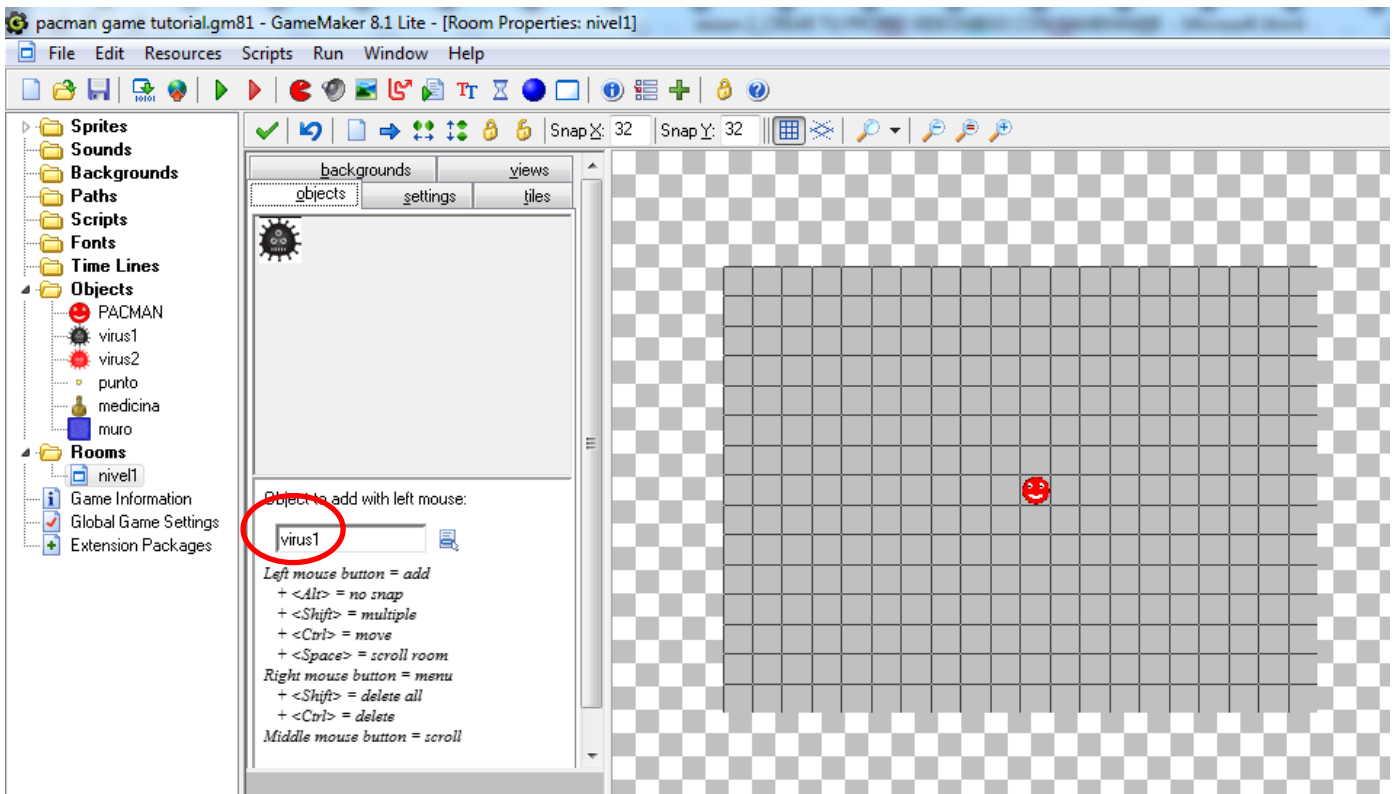 pacman game tutorial.gm81 - GameMaker 8.1 Lite - [Room Properties: nivel1]
File Edit Resources Scripts Run Window Help
Snap X: 32 Snap Y: 32
Sprites
Sounds
Backgrounds
Paths
Scripts
Fonts
Time Lines
Objects
PACMAN
virus1
virus2
punto
medicina
muro
Rooms
nivel1
Game Information
Global Game Settings
Extension Packages
backgrounds views
objects settings tiles
Object to add with left mouse:
virus1
Left mouse button = add
+ <Alt> = no snap
+ <Shift> = multiple
+ <Ctrl> = move
+ <Space> = scroll room
Right mouse button = menu
+ <Shift> = delete all
+ <Ctrl> = delete
Middle mouse button = scroll